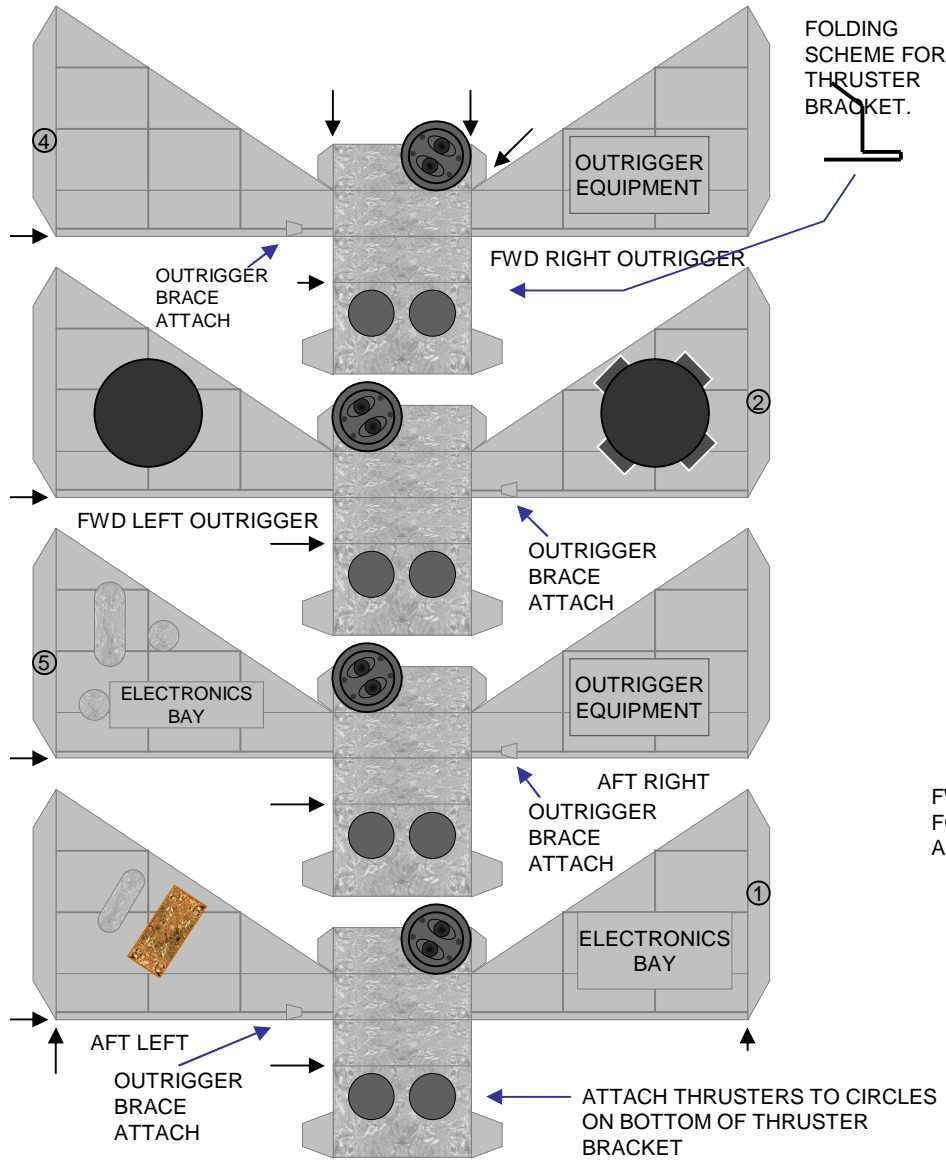 FOLDING
SCHEME FOR
THRUSTER
BRACKET.
4
OUTRIGGER
EQUIPMENT
FWD RIGHT OUTRIGGER
OUTRIGGER
BRACE
ATTACH
2
FWD LEFT OUTRIGGER
OUTRIGGER
BRACE
ATTACH
5
ELECTRONICS
BAY
OUTRIGGER
EQUIPMENT
AFT RIGHT
OUTRIGGER
BRACE
ATTACH
1
ELECTRONICS
BAY
AFT LEFT
OUTRIGGER
BRACE
ATTACH
ATTACH THRUSTERS TO CIRCLES
ON BOTTOM OF THRUSTER
BRACKET